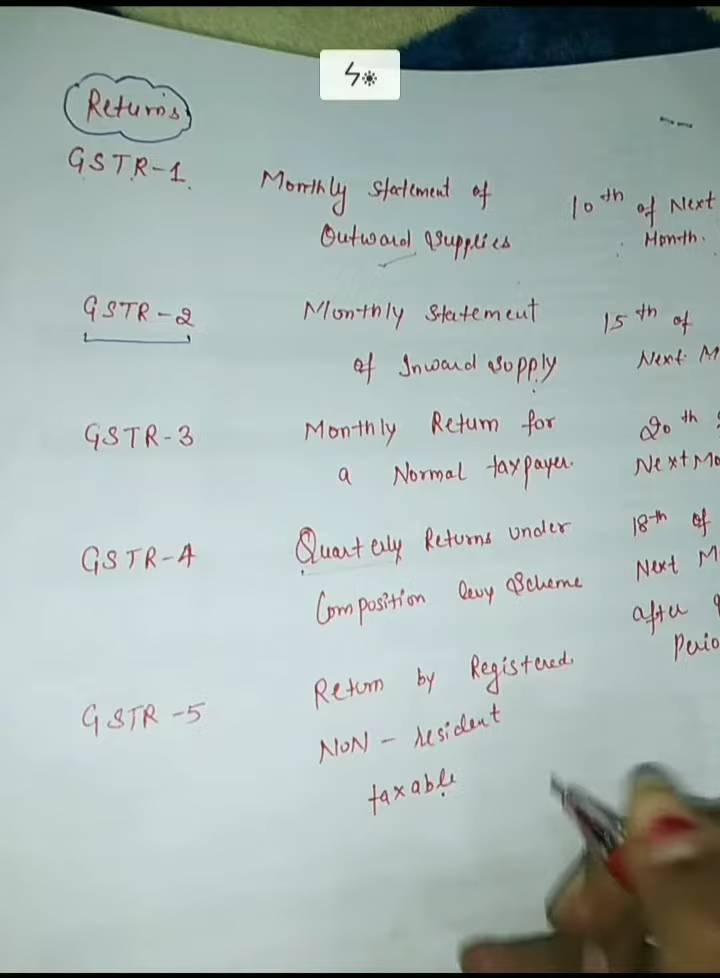 Returns
GSTR-1.
Monthly Statement of
Outward Supplies
10th of Next
Month.
GSTR-2
Monthly Statement
of Inward Supply
15th of
Next M
GSTR-3
Monthly Return for
a Normal taxpayer.
20th
Next Mo
GSTR-4
Quarterly Returns under
Composition levy Scheme
18th of
Next M
after
Perio
GSTR-5
Return by Registered.
NON-resident
taxable